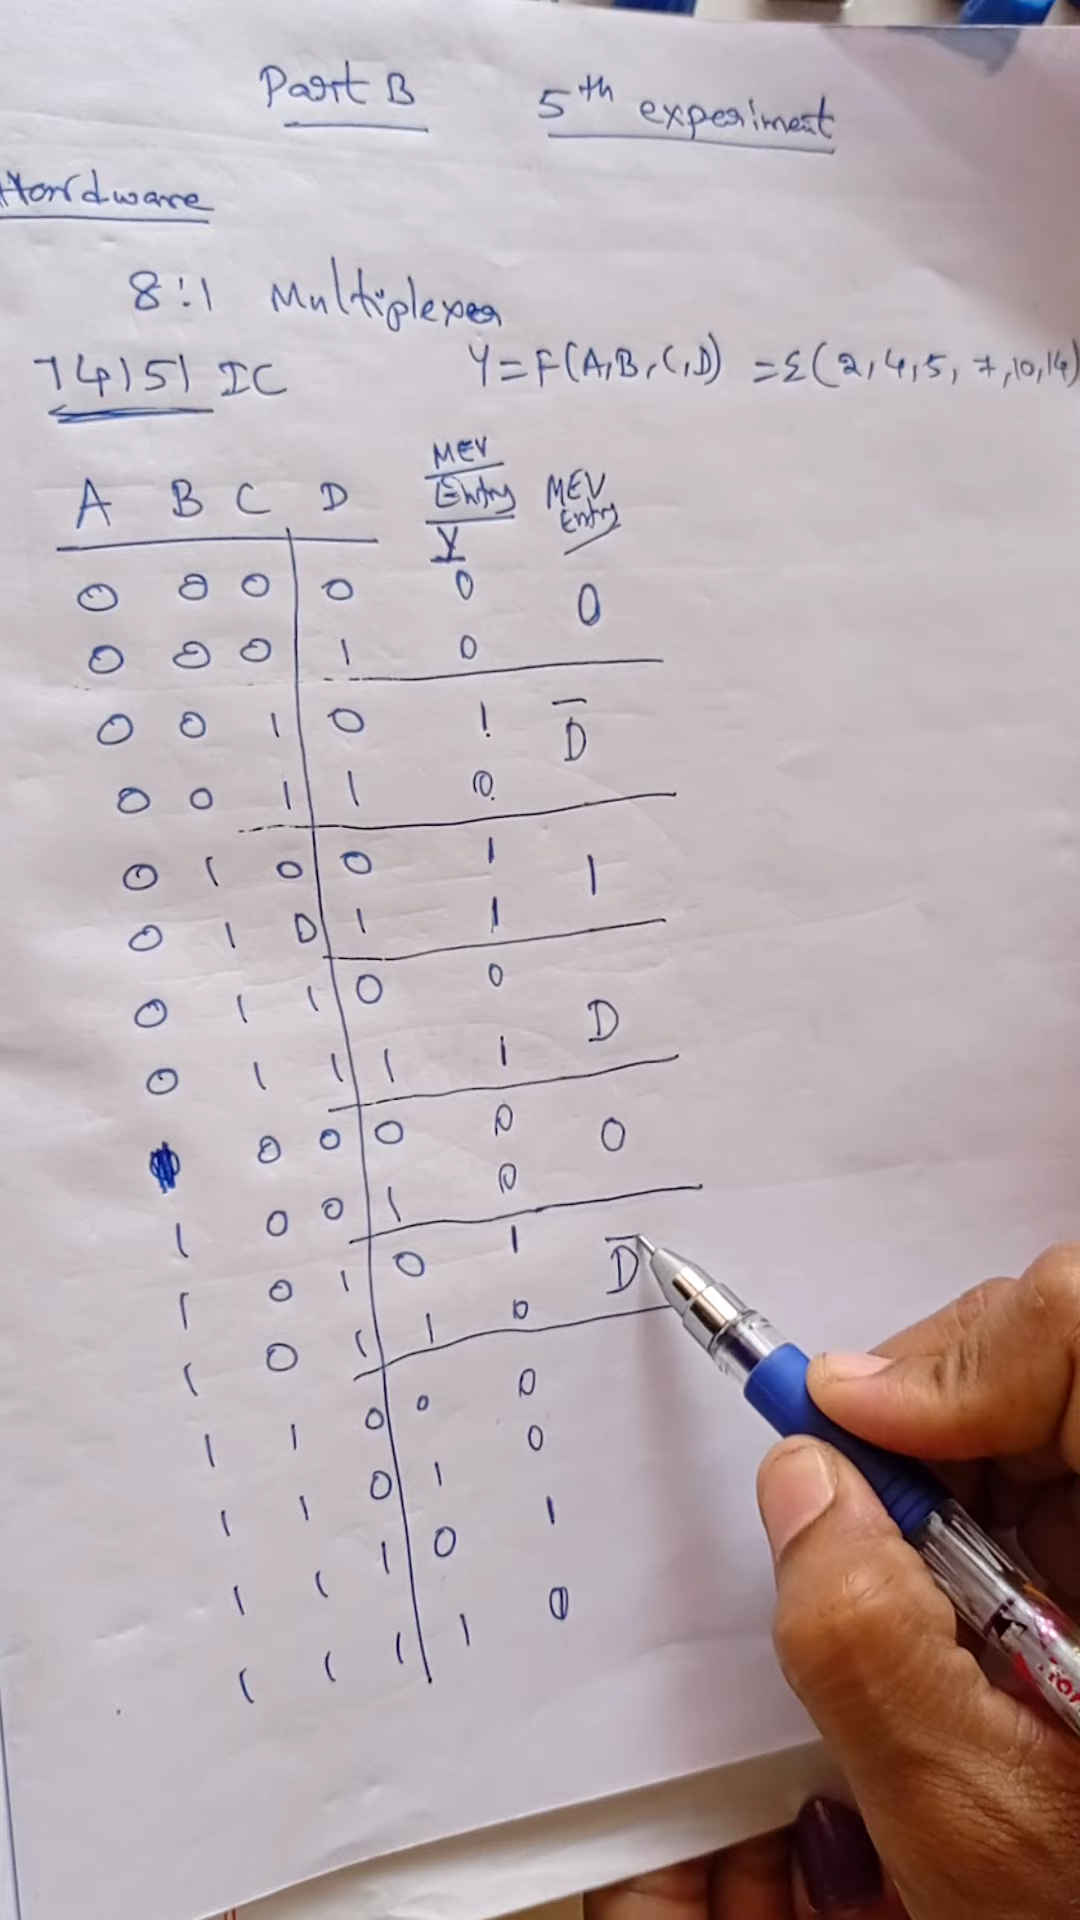 Part B 5th experiment
Hardware
8:1 Multiplexer
74151 IC Y=F(A,B,C,D) =Σ(2,4,5,7,10,14)
A B C D MEV Entry Y MEV Entry
0 0 0 0 0 0
0 0 0 1 0
0 0 1 0 1 D̅
0 0 1 1 0
0 1 0 0 1 1
0 1 0 1 1
0 1 1 0 0 D
0 1 1 1 1
0 0 0 0 0
1 0 0 1 0
1 0 1 0 1 D̅
1 0 1 1 0
1 1 0 0 0
1 1 0 1 0
1 1 1 0 1
1 1 1 1 0